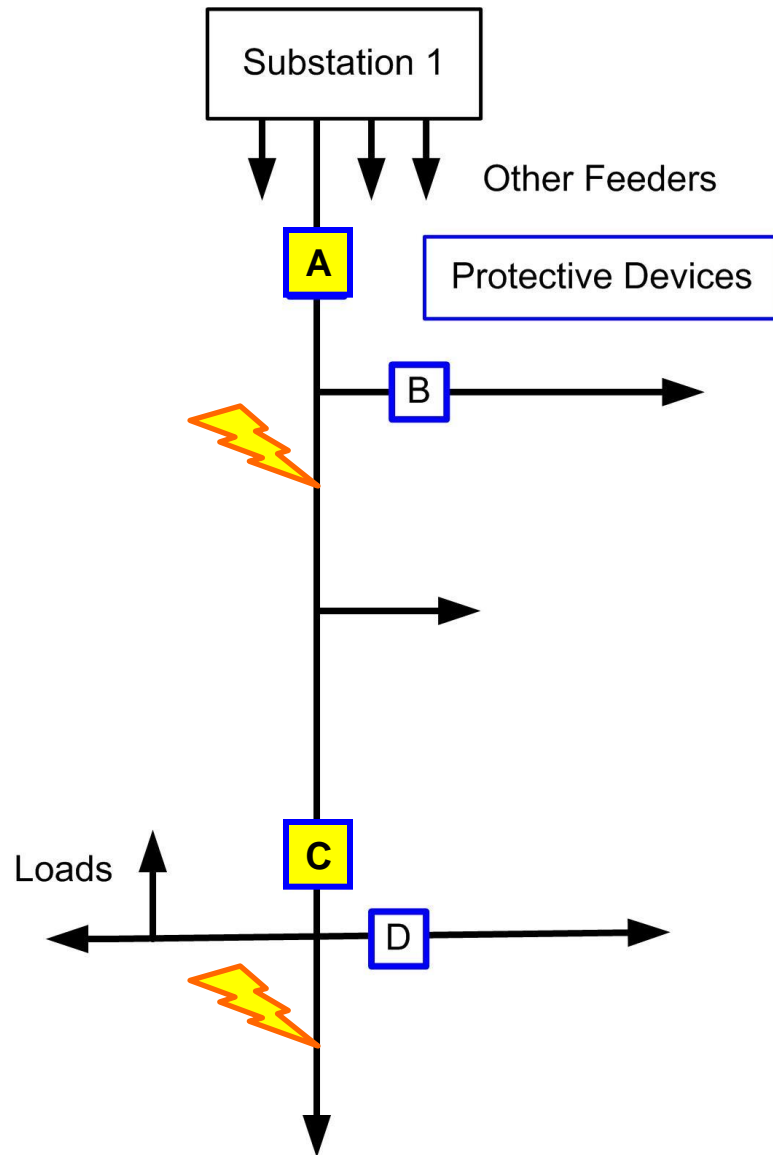 Substation 1
Other Feeders
A
Protective Devices
B
C
Loads
D